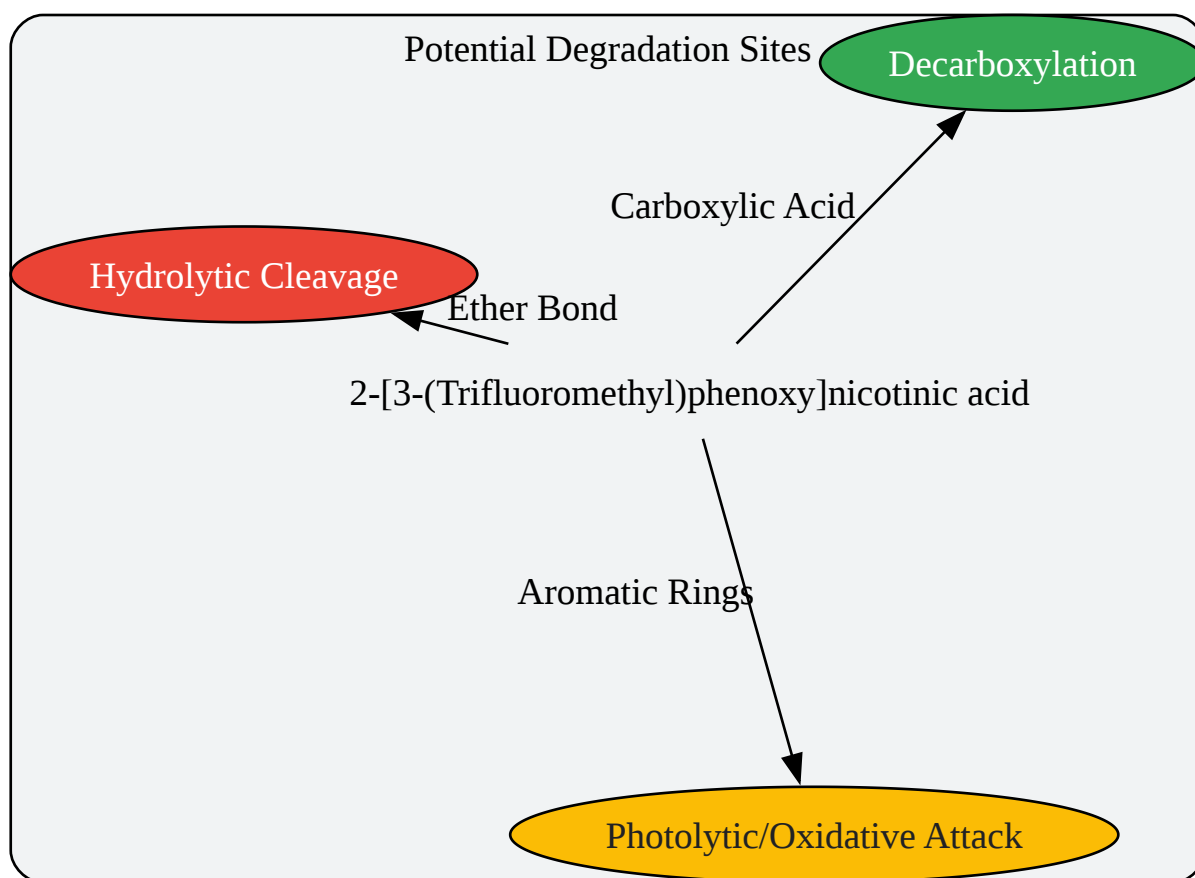 Potential Degradation Sites
Decarboxylation
Carboxylic Acid
Hydrolytic Cleavage
Ether Bond
2-[3-(Trifluoromethyl)phenoxy]nicotinic acid
Aromatic Rings
Photolytic/Oxidative Attack